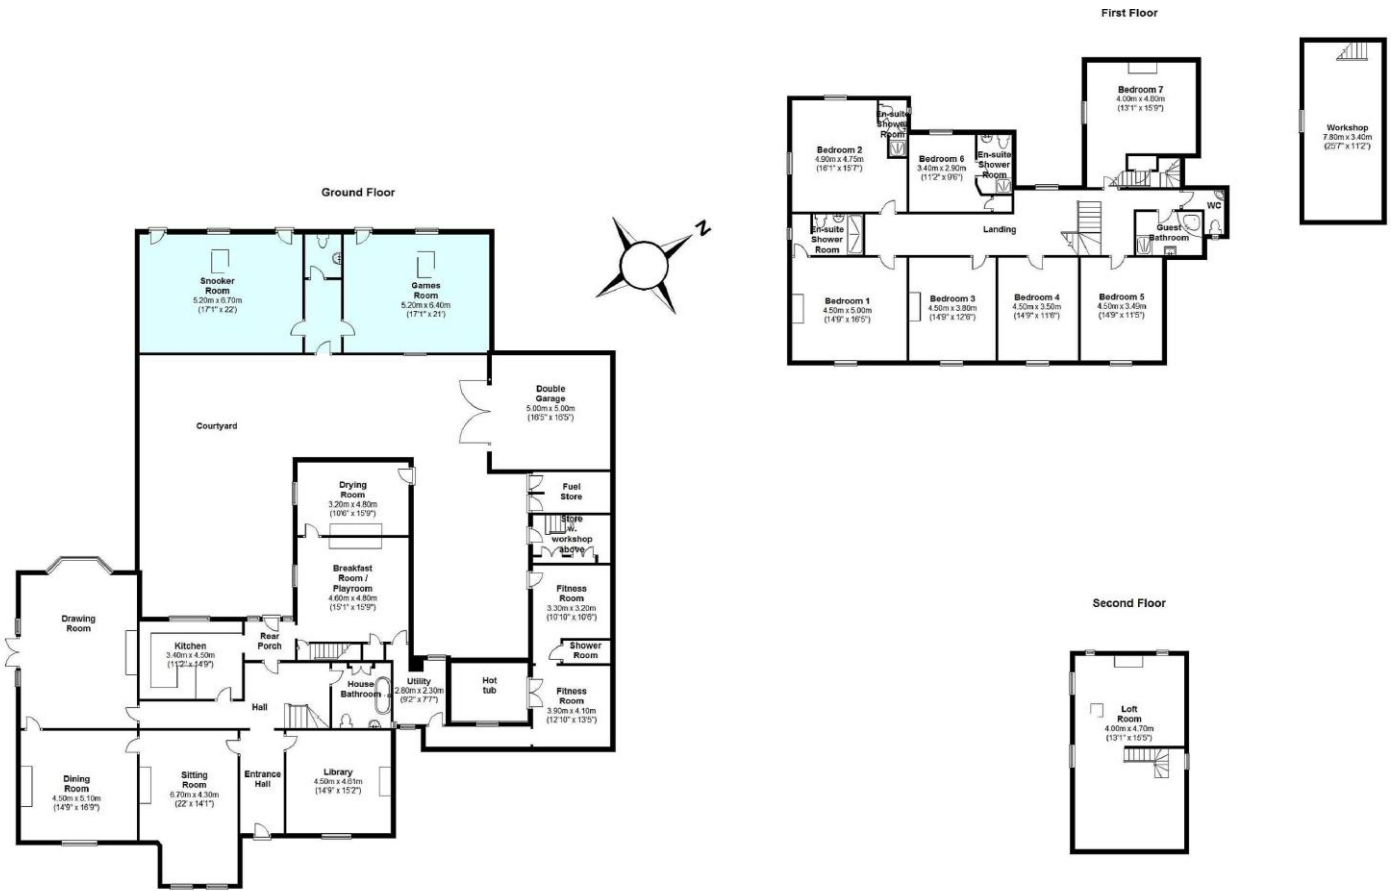 First Floor
Bedroom 7
4.00m x 4.80m
(13'1" x 15'9")
Workshop
7.80m x 3.40m
(25'7" x 11'2")
En-suite
Shower
Room
Bedroom 2
4.90m x 4.75m
(16'1" x 15'7")
Bedroom 6
3.40m x 2.90m
(11'2" x 9'6")
En-suite
Shower
Room
WC
En-suite
Shower
Room
Landing
Guest
Bathroom
Bedroom 1
4.50m x 5.00m
(14'9" x 16'5")
Bedroom 3
4.50m x 3.80m
(14'9" x 12'6")
Bedroom 4
4.50m x 3.50m
(14'9" x 11'6")
Bedroom 5
4.50m x 3.49m
(14'9" x 11'5")
Ground Floor
N
Snooker
Room
5.20m x 6.70m
(17'1" x 22')
Games
Room
5.20m x 6.40m
(17'1" x 21')
Double
Garage
5.00m x 5.00m
(16'5" x 16'5")
Courtyard
Drying
Room
3.20m x 4.80m
(10'6" x 15'9")
Fuel
Store
Store
w.
workshop
above
Breakfast
Room /
Playroom
4.60m x 4.80m
(15'1" x 15'9")
Fitness
Room
3.30m x 3.20m
(10'10" x 10'6")
Drawing
Room
Kitchen
3.40m x 4.50m
(11'2" x 14'9")
Rear
Porch
Shower
Room
House
Bathroom
Utility
2.80m x 2.30m
(9'2" x 7'7")
Hot
tub
Fitness
Room
3.90m x 4.10m
(12'10" x 13'5")
Hall
Dining
Room
4.50m x 5.10m
(14'9" x 16'9")
Sitting
Room
6.70m x 4.30m
(22' x 14'1")
Entrance
Hall
Library
4.50m x 4.61m
(14'9" x 15'2")
Second Floor
Loft
Room
4.00m x 4.70m
(13'1" x 15'5")